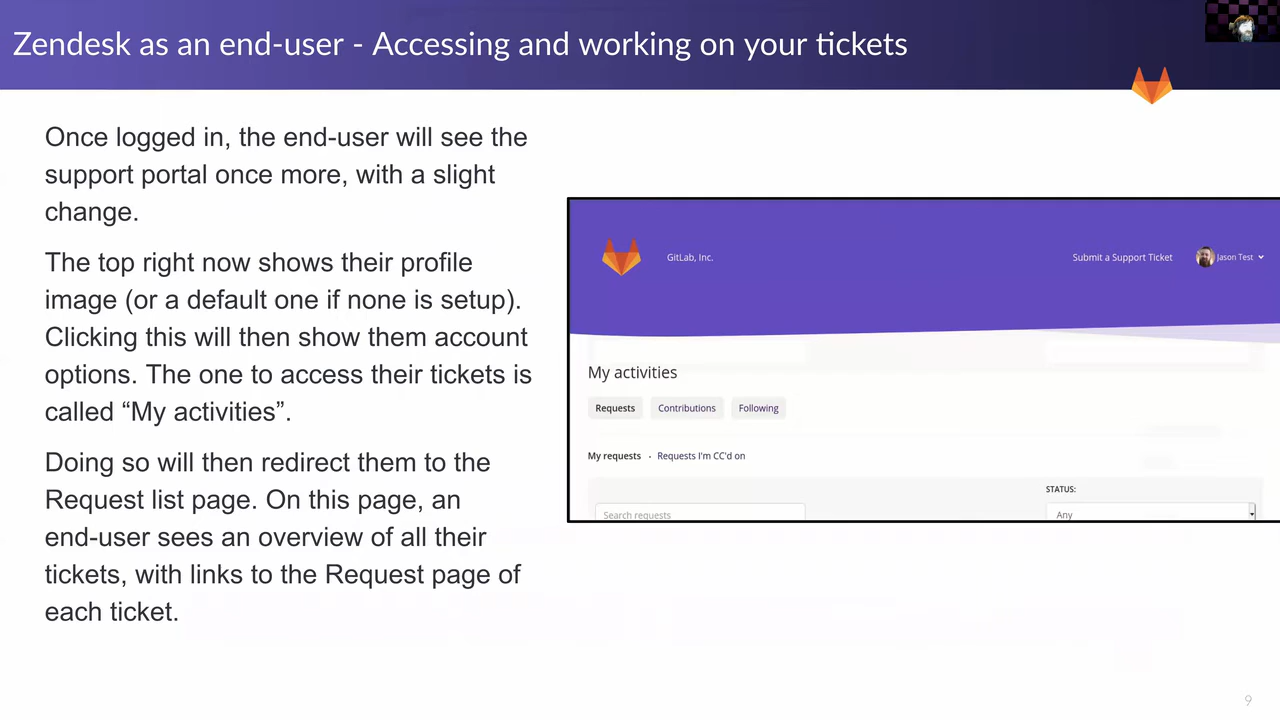 Zendesk as an end-user - Accessing and working on your tickets
Once logged in, the end-user will see the
support portal once more, with a slight
change.
The top right now shows their profile
image (or a default one if none is setup).
Clicking this will then show them account
options. The one to access their tickets is
called “My activities”.
Doing so will then redirect them to the
Request list page. On this page, an
end-user sees an overview of all their
tickets, with links to the Request page of
each ticket.
GitLab, Inc.
Submit a Support Ticket
Jason Test
My activities
Requests
Contributions
Following
My requests - Requests I'm CC'd on
STATUS:
Search requests
Any
9